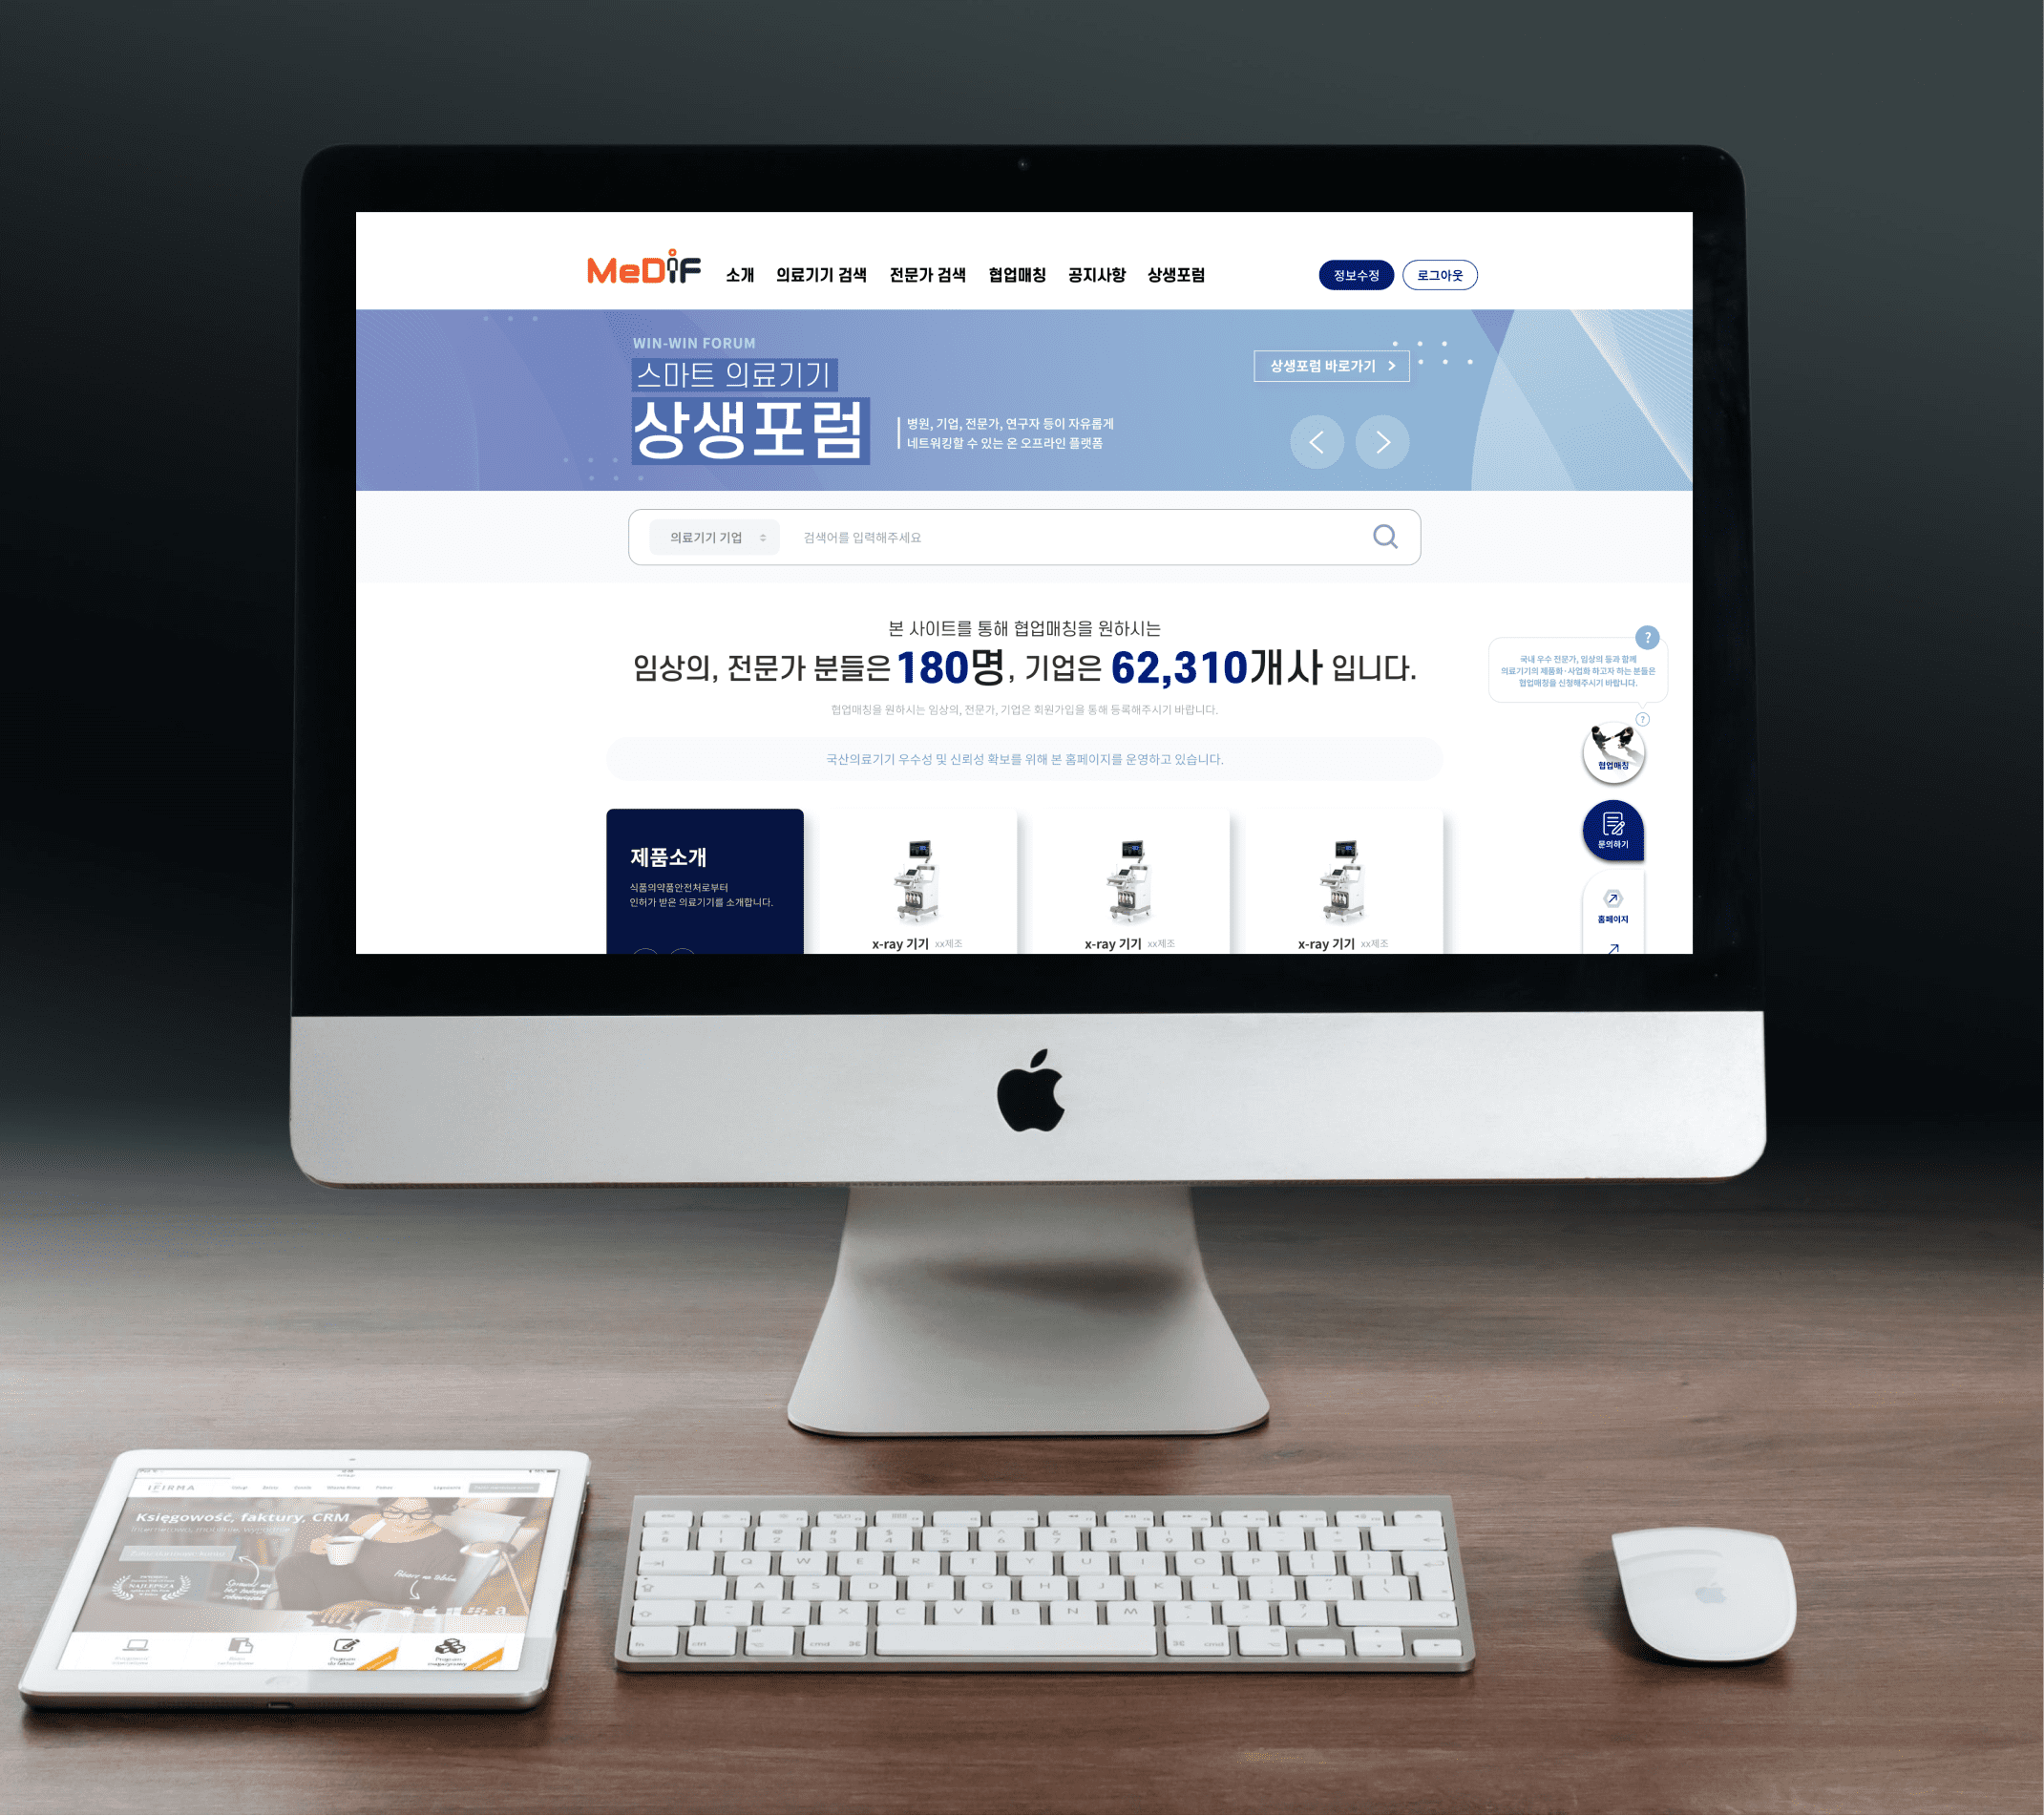 MeDiF
소개 의료기기 검색 전문가 검색 협업매칭 공지사항 상생포럼
정보수정 로그아웃
WIN-WIN FORUM
스마트 의료기기
상생포럼
병원, 기업, 전문가, 연구자 등이 자유롭게
네트워킹할 수 있는 온 오프라인 플랫폼
상생포럼 바로가기 >
의료기기 기업 검색어를 입력해주세요
본 사이트를 통해 협업매칭을 원하시는
임상의, 전문가 분들은 180명, 기업은 62,310개사 입니다.
협업매칭을 원하시는 임상의, 전문가, 기업은 회원가입을 통해 등록해주시기 바랍니다.
국산의료기기 우수성 및 신뢰성 확보를 위해 본 홈페이지를 운영하고 있습니다.
?
국내 우수 전문가, 임상의 등과 함께
의료기기의 제품화·사업화 하고자 하는 분들은
협업매칭을 신청해주시기 바랍니다.
?
협업매칭
문의하기
홈페이지
제품소개
식품의약품안전처로부터
인허가 받은 의료기기를 소개합니다.
x-ray 기기 xx제조
x-ray 기기 xx제조
x-ray 기기 xx제조
IFIRMA
Księgowość, faktury, CRM
NAJLEPSZA
Program
do faktur
Program
magazynowy
Q W E R T Y U I O P
A S D F G H J K L
Z X C V B N M
fn ctrl cmd ⌘ ⌘ cmd